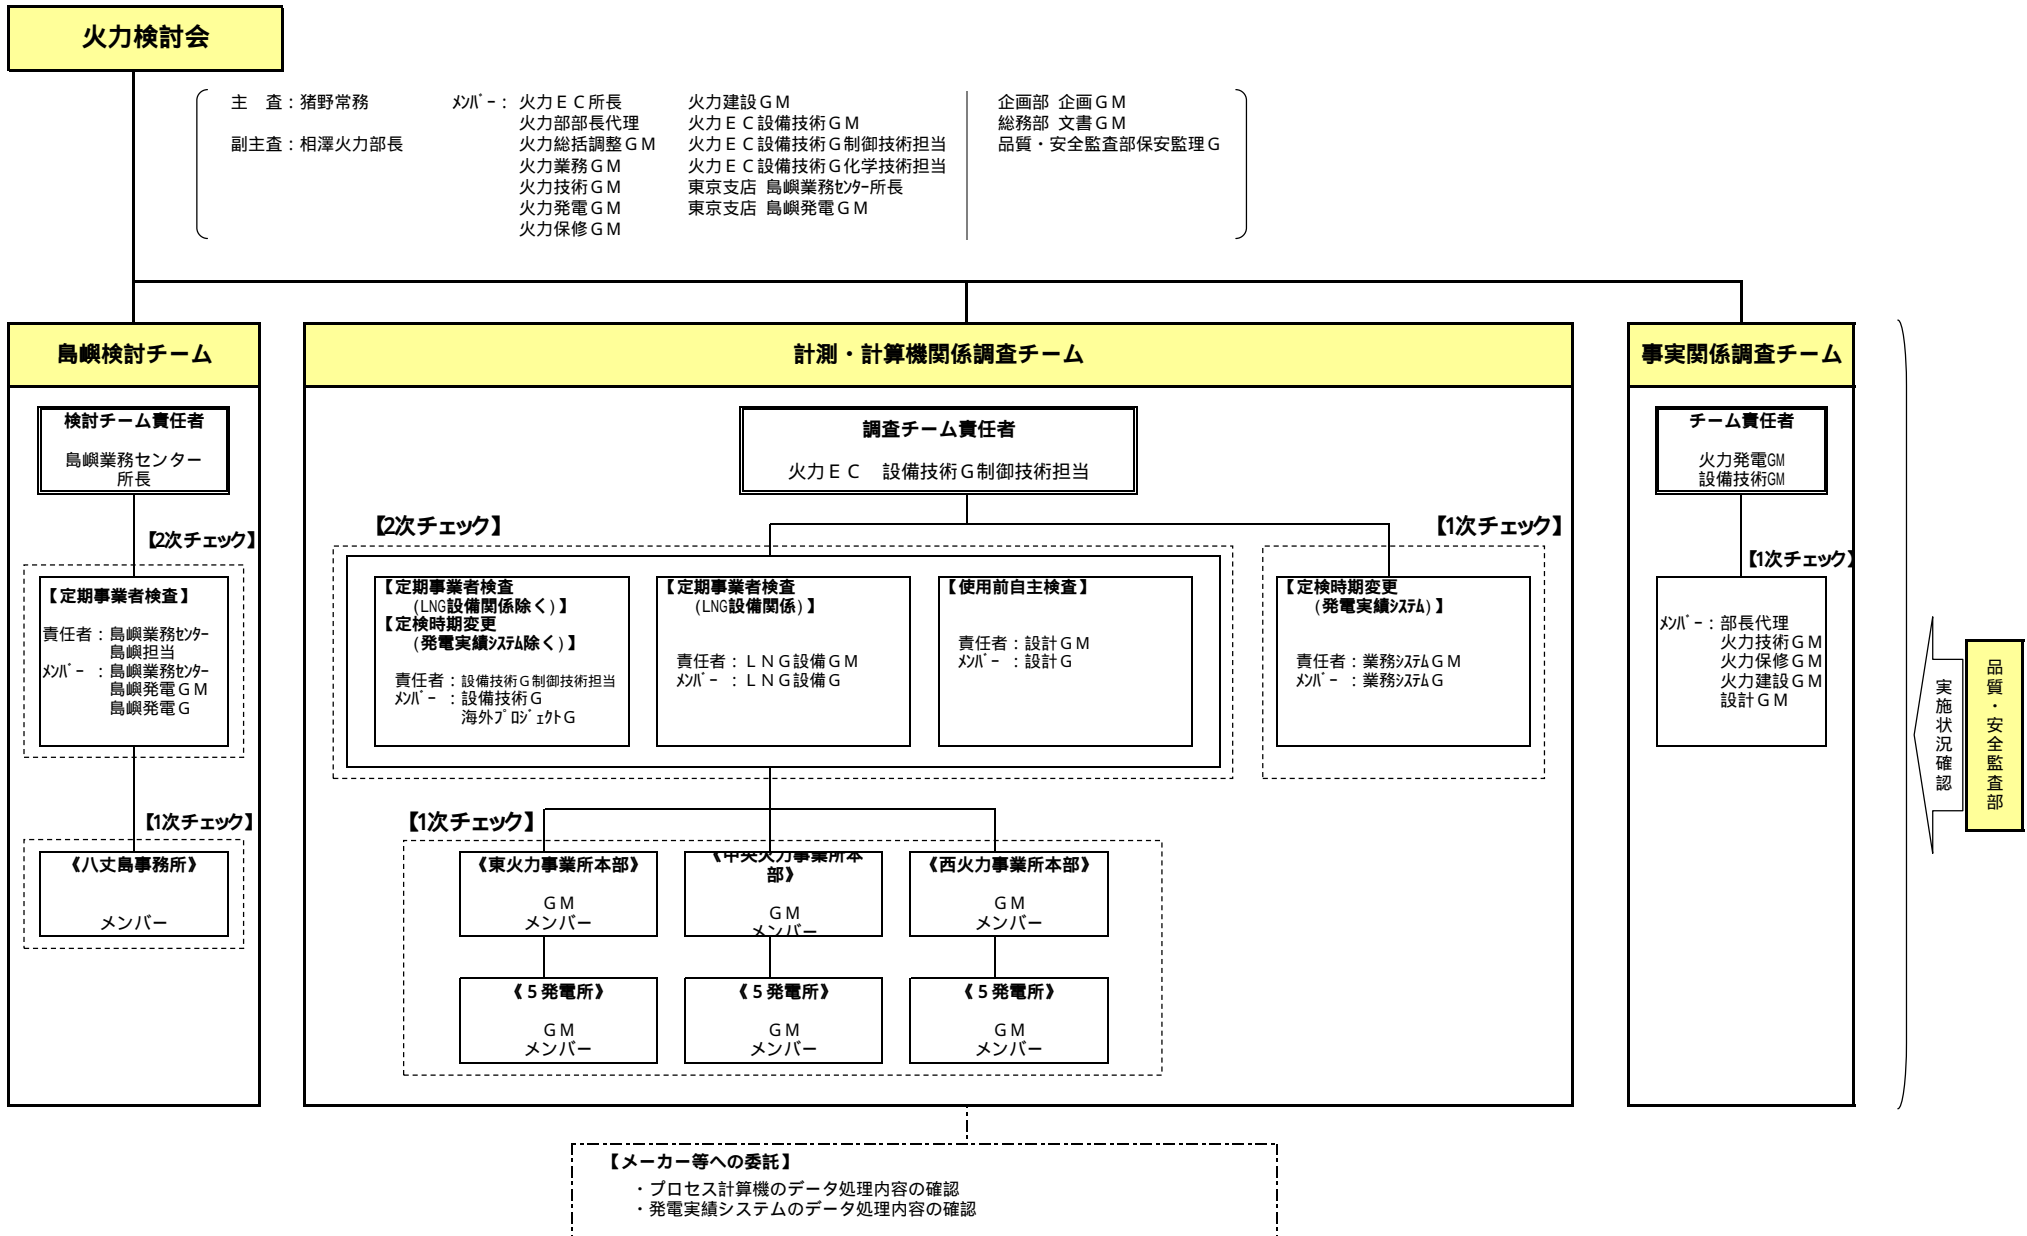 火力検討会
主　査：猪野常務
副主査：相澤火力部長
ﾒﾝﾊﾞｰ：火力ＥＣ所長
火力部部長代理
火力総括調整ＧＭ
火力業務ＧＭ
火力技術ＧＭ
火力発電ＧＭ
火力保修ＧＭ
火力建設ＧＭ
火力ＥＣ設備技術ＧＭ
火力ＥＣ設備技術Ｇ制御技術担当
火力ＥＣ設備技術Ｇ化学技術担当
東京支店 島嶼業務ｾﾝﾀｰ所長
東京支店 島嶼発電ＧＭ
企画部 企画ＧＭ
総務部 文書ＧＭ
品質・安全監査部保安監理Ｇ
島嶼検討チーム
検討チーム責任者
島嶼業務センター
所長
【2次チェック】
【定期事業者検査】
責任者：島嶼業務ｾﾝﾀｰ
島嶼担当
ﾒﾝﾊﾞｰ ：島嶼業務ｾﾝﾀｰ
島嶼発電ＧＭ
島嶼発電Ｇ
【1次チェック】
《八丈島事務所》
メンバー
計測・計算機関係調査チーム
調査チーム責任者
火力ＥＣ　設備技術Ｇ制御技術担当
【2次チェック】
【定期事業者検査
(LNG設備関係除く)】
【定検時期変更
(発電実績ｼｽﾃﾑ除く)】
責任者：設備技術Ｇ制御技術担当
ﾒﾝﾊﾞｰ ：設備技術Ｇ
海外ﾌﾟﾛｼﾞｪｸﾄＧ
【定期事業者検査
(LNG設備関係)】
責任者：ＬＮＧ設備ＧＭ
ﾒﾝﾊﾞｰ ：ＬＮＧ設備Ｇ
【使用前自主検査】
責任者：設計ＧＭ
ﾒﾝﾊﾞｰ ：設計Ｇ
【1次チェック】
【定検時期変更
(発電実績ｼｽﾃﾑ)】
責任者：業務ｼｽﾃﾑＧＭ
ﾒﾝﾊﾞｰ ：業務ｼｽﾃﾑＧ
【1次チェック】
《東火力事業所本部》
ＧＭ
メンバー
《中央火力事業所本
部》
ＧＭ
メンバー
《西火力事業所本部》
ＧＭ
メンバー
《５発電所》
ＧＭ
メンバー
《５発電所》
ＧＭ
メンバー
《５発電所》
ＧＭ
メンバー
事実関係調査チーム
チーム責任者
火力発電GM
設備技術GM
【1次チェック】
ﾒﾝﾊﾞｰ：部長代理
火力技術ＧＭ
火力保修ＧＭ
火力建設ＧＭ
設計ＧＭ
実施状況確認
品質・安全監査部
【メーカー等への委託】
・プロセス計算機のデータ処理内容の確認
・発電実績システムのデータ処理内容の確認